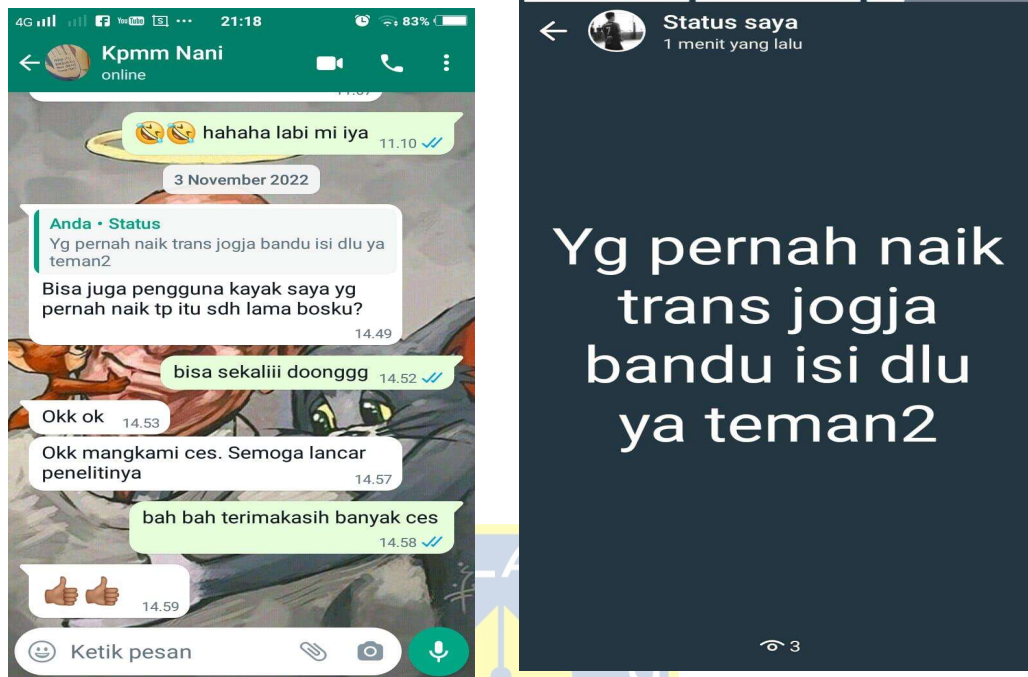 4G YouTube ··· 21:18 83%
Kpmm Nani
online
🤣🤣 hahaha labi mi iya 11.10
3 November 2022
Anda • Status
Yg pernah naik trans jogja bandu isi dlu ya
teman2
Bisa juga pengguna kayak saya yg
pernah naik tp itu sdh lama bosku?
14.49
bisa sekaliii doonggg 14.52
Okk ok 14.53
Okk mangkami ces. Semoga lancar
penelitinya 14.57
bah bah terimakasih banyak ces
14.58
👍🏾👍🏾 14.59
Ketik pesan
Status saya
1 menit yang lalu
Yg pernah naik
trans jogja
bandu isi dlu
ya teman2
3